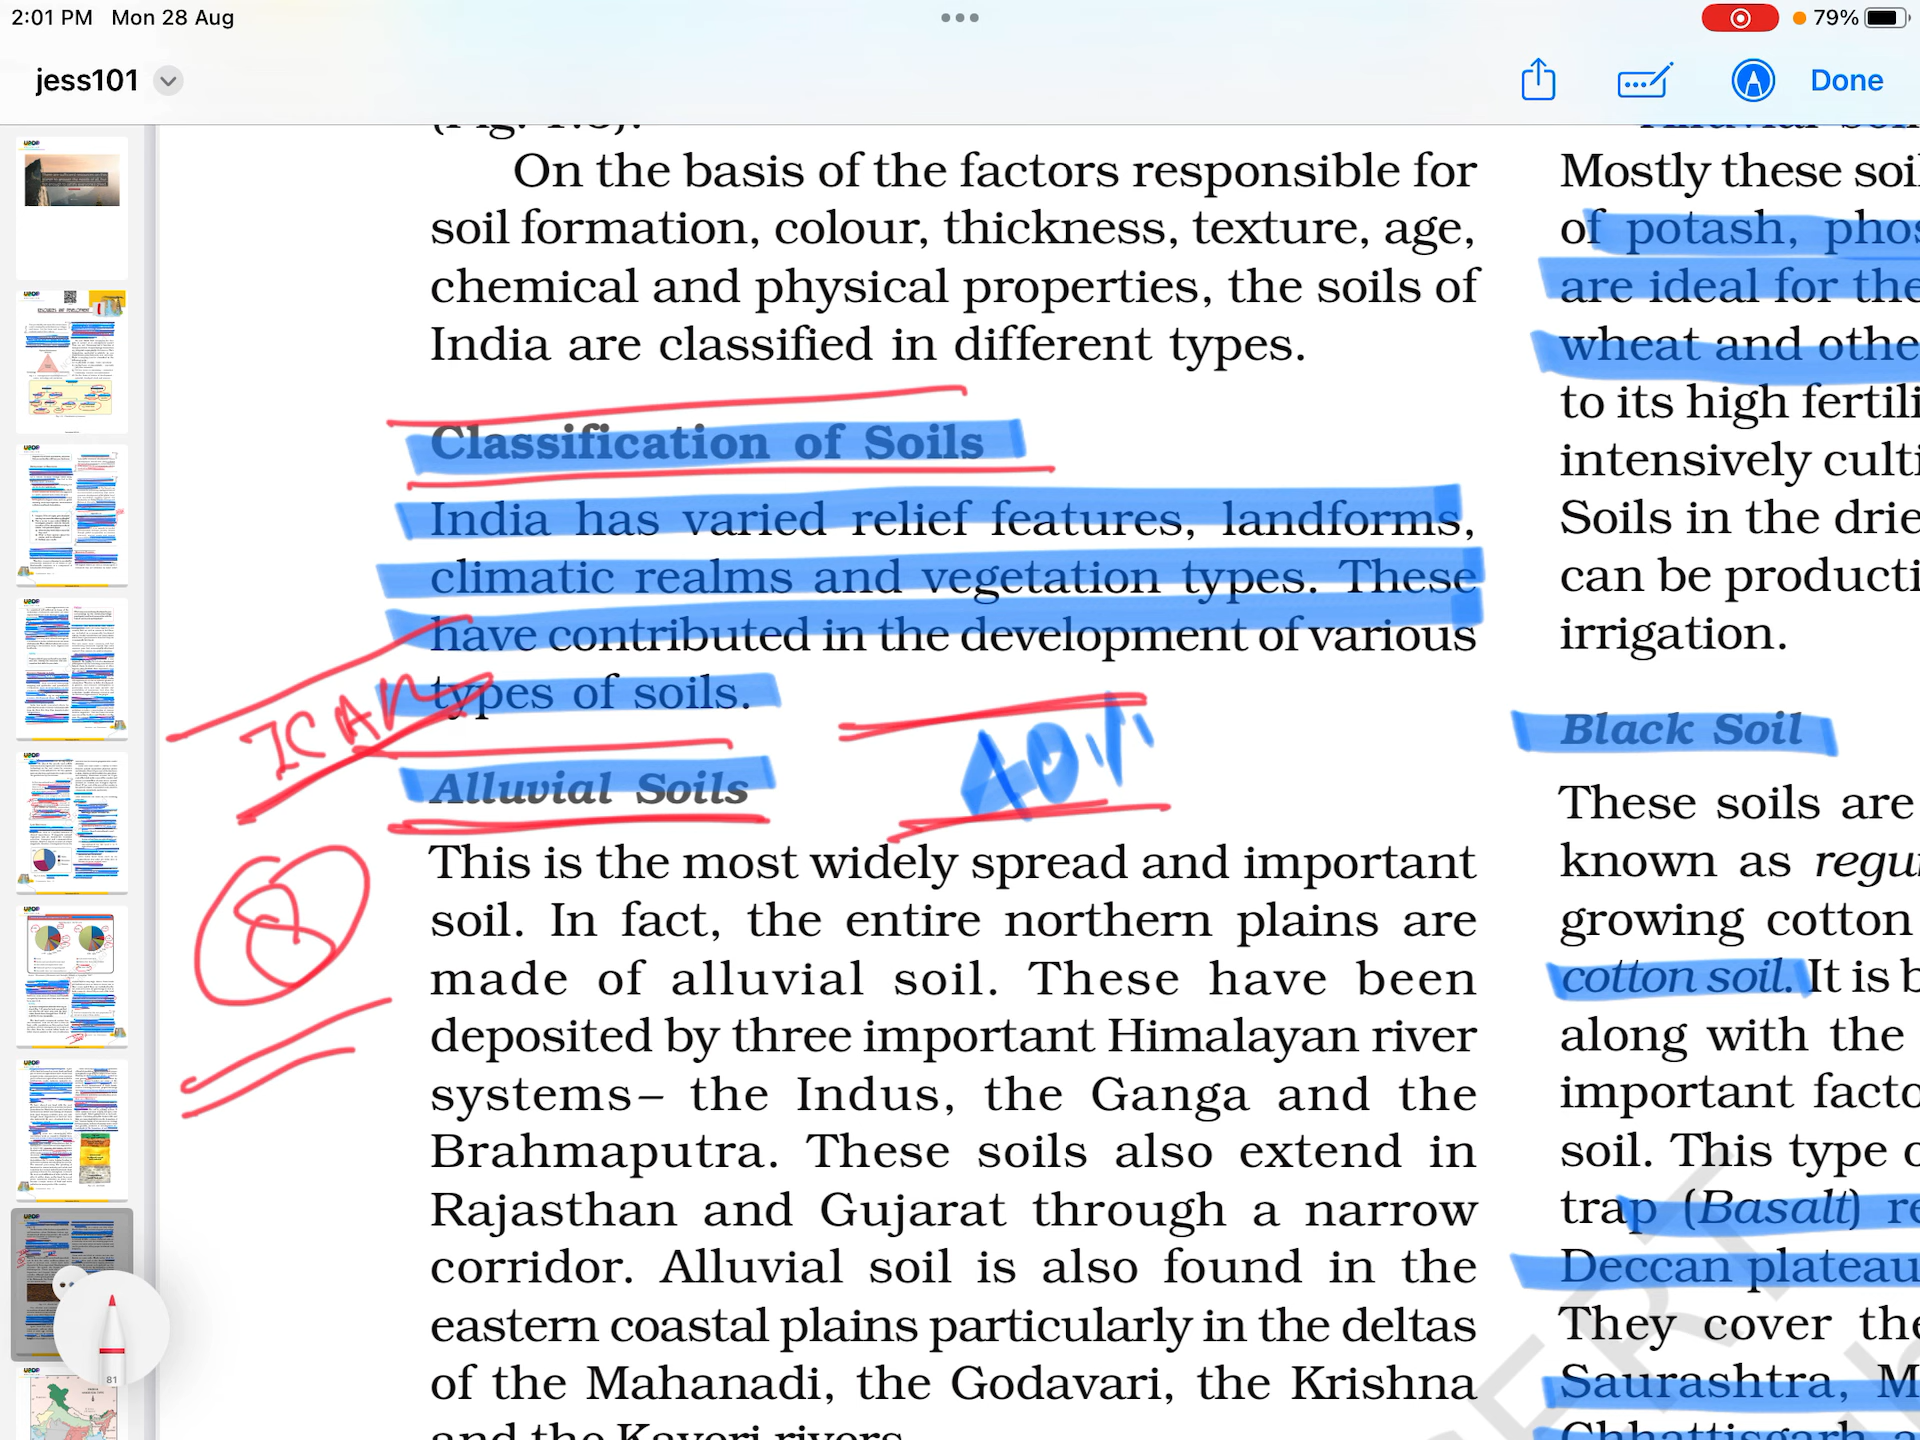 2:01 PM Mon 28 Aug
79%
jess101
Done
On the basis of the factors responsible for
soil formation, colour, thickness, texture, age,
chemical and physical properties, the soils of
India are classified in different types.
Classification of Soils
India has varied relief features, landforms,
climatic realms and vegetation types. These
have contributed in the development of various
types of soils.
ICAR
Alluvial Soils
40%
8
This is the most widely spread and important
soil. In fact, the entire northern plains are
made of alluvial soil. These have been
deposited by three important Himalayan river
systems– the Indus, the Ganga and the
Brahmaputra. These soils also extend in
Rajasthan and Gujarat through a narrow
corridor. Alluvial soil is also found in the
eastern coastal plains particularly in the deltas
of the Mahanadi, the Godavari, the Krishna
and the Kaveri rivers.
Mostly these soi
of potash, phos
are ideal for the
wheat and othe
to its high fertili
intensively culti
Soils in the drie
can be producti
irrigation.
Black Soil
These soils are
known as regu
growing cotton
cotton soil. It is b
along with the
important facto
soil. This type o
trap (Basalt) re
Deccan plateau
They cover the
Saurashtra, M
Chhattisgarh a
81